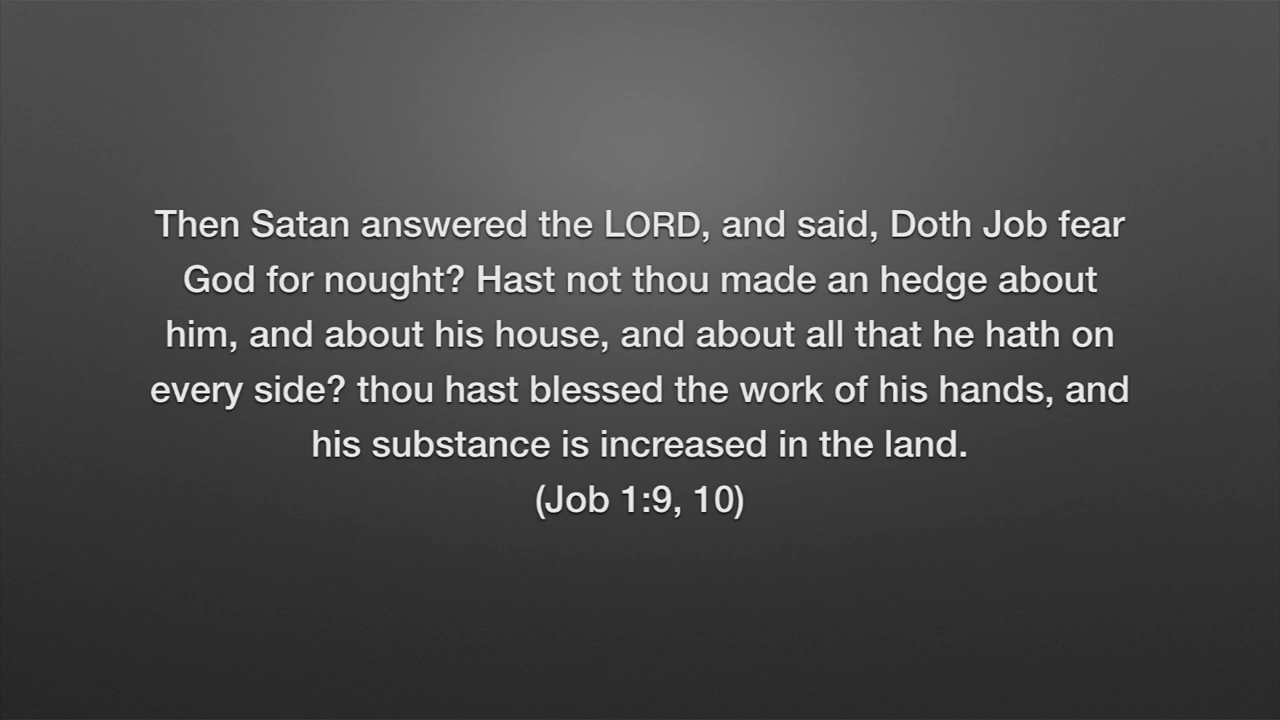 Then Satan answered the LORD, and said, Doth Job fear
God for nought? Hast not thou made an hedge about
him, and about his house, and about all that he hath on
every side? thou hast blessed the work of his hands, and
his substance is increased in the land.
(Job 1:9, 10)